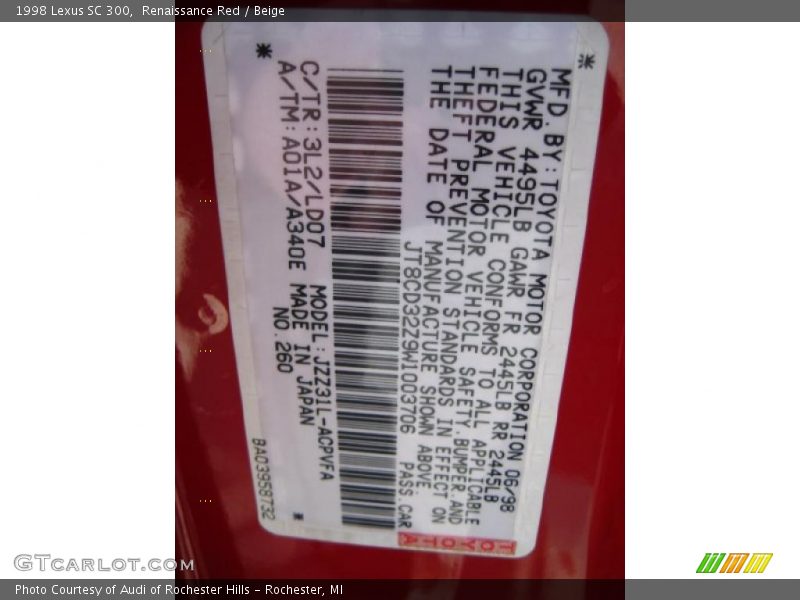 1998 Lexus SC 300, Renaissance Red / Beige
MFD.BY:TOYOTA MOTOR CORPORATION 06/98
GVWR 4495LB GAWR FR 2445LB RR 2445LB
THIS VEHICLE CONFORMS TO ALL APPLICABLE
FEDERAL MOTOR VEHICLE SAFETY,BUMPER,AND
THEFT PREVENTION STANDARDS IN EFFECT ON
THE DATE OF MANUFACTURE SHOWN ABOVE.
JT8CD32Z9W1003706 PASS.CAR
C/TR:3L2/LD07 MODEL:JZZ31L-ACPVFA
A/TM:A01A/A340E MADE IN JAPAN
NO.260
BA03958732
TOYOTA
GTCarLot.com
Photo Courtesy of Audi of Rochester Hills - Rochester, MI